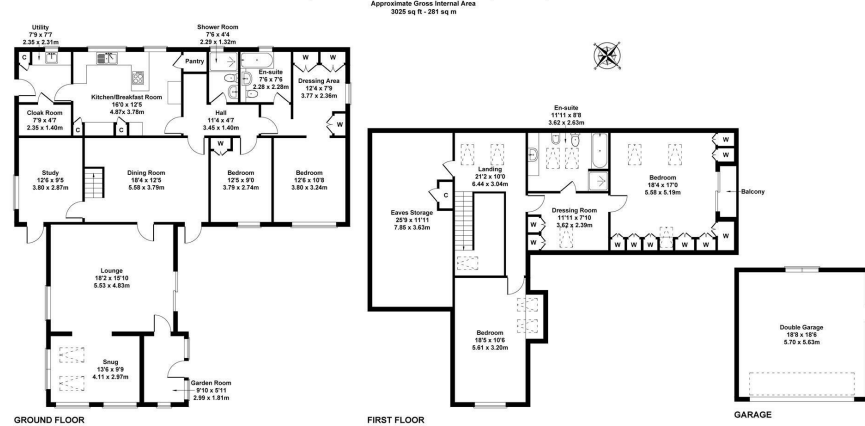 Approximate Gross Internal Area
3025 sq ft - 281 sq m
Utility
7'9 x 7'7
2.35 x 2.31m
Shower Room
7'6 x 4'4
2.29 x 1.32m
C
Pantry
En-suite
7'6 x 7'6
2.28 x 2.28m
W
W
Dressing Area
12'4 x 7'9
3.77 x 2.36m
Kitchen/Breakfast Room
16'0 x 12'5
4.87x 3.78m
Cloak Room
7'9 x 4'7
2.35 x 1.40m
C
C
Hall
11'4 x 4'7
3.45 x 1.40m
W
W
Study
12'6 x 9'5
3.80 x 2.87m
Dining Room
18'4 x 12'5
5.58 x 3.79m
Bedroom
12'5 x 9'0
3.79 x 2.74m
Bedroom
12'6 x 10'8
3.80 x 3.24m
Lounge
18'2 x 15'10
5.53 x 4.83m
Snug
13'6 x 9'9
4.11 x 2.97m
Garden Room
9'10 x 5'11
2.99 x 1.81m
GROUND FLOOR
En-suite
11'11 x 8'8
3.62 x 2.63m
Landing
21'2 x 10'0
6.44 x 3.04m
Bedroom
18'4 x 17'0
5.58 x 5.19m
W
W
Balcony
C
Eaves Storage
25'9 x 11'11
7.85 x 3.63m
Dressing Room
11'11 x 7'10
3.62 x 2.39m
W
W
W
W
W
W
W
W
Bedroom
18'5 x 10'6
5.61 x 3.20m
FIRST FLOOR
Double Garage
18'8 x 18'6
5.70 x 5.63m
GARAGE